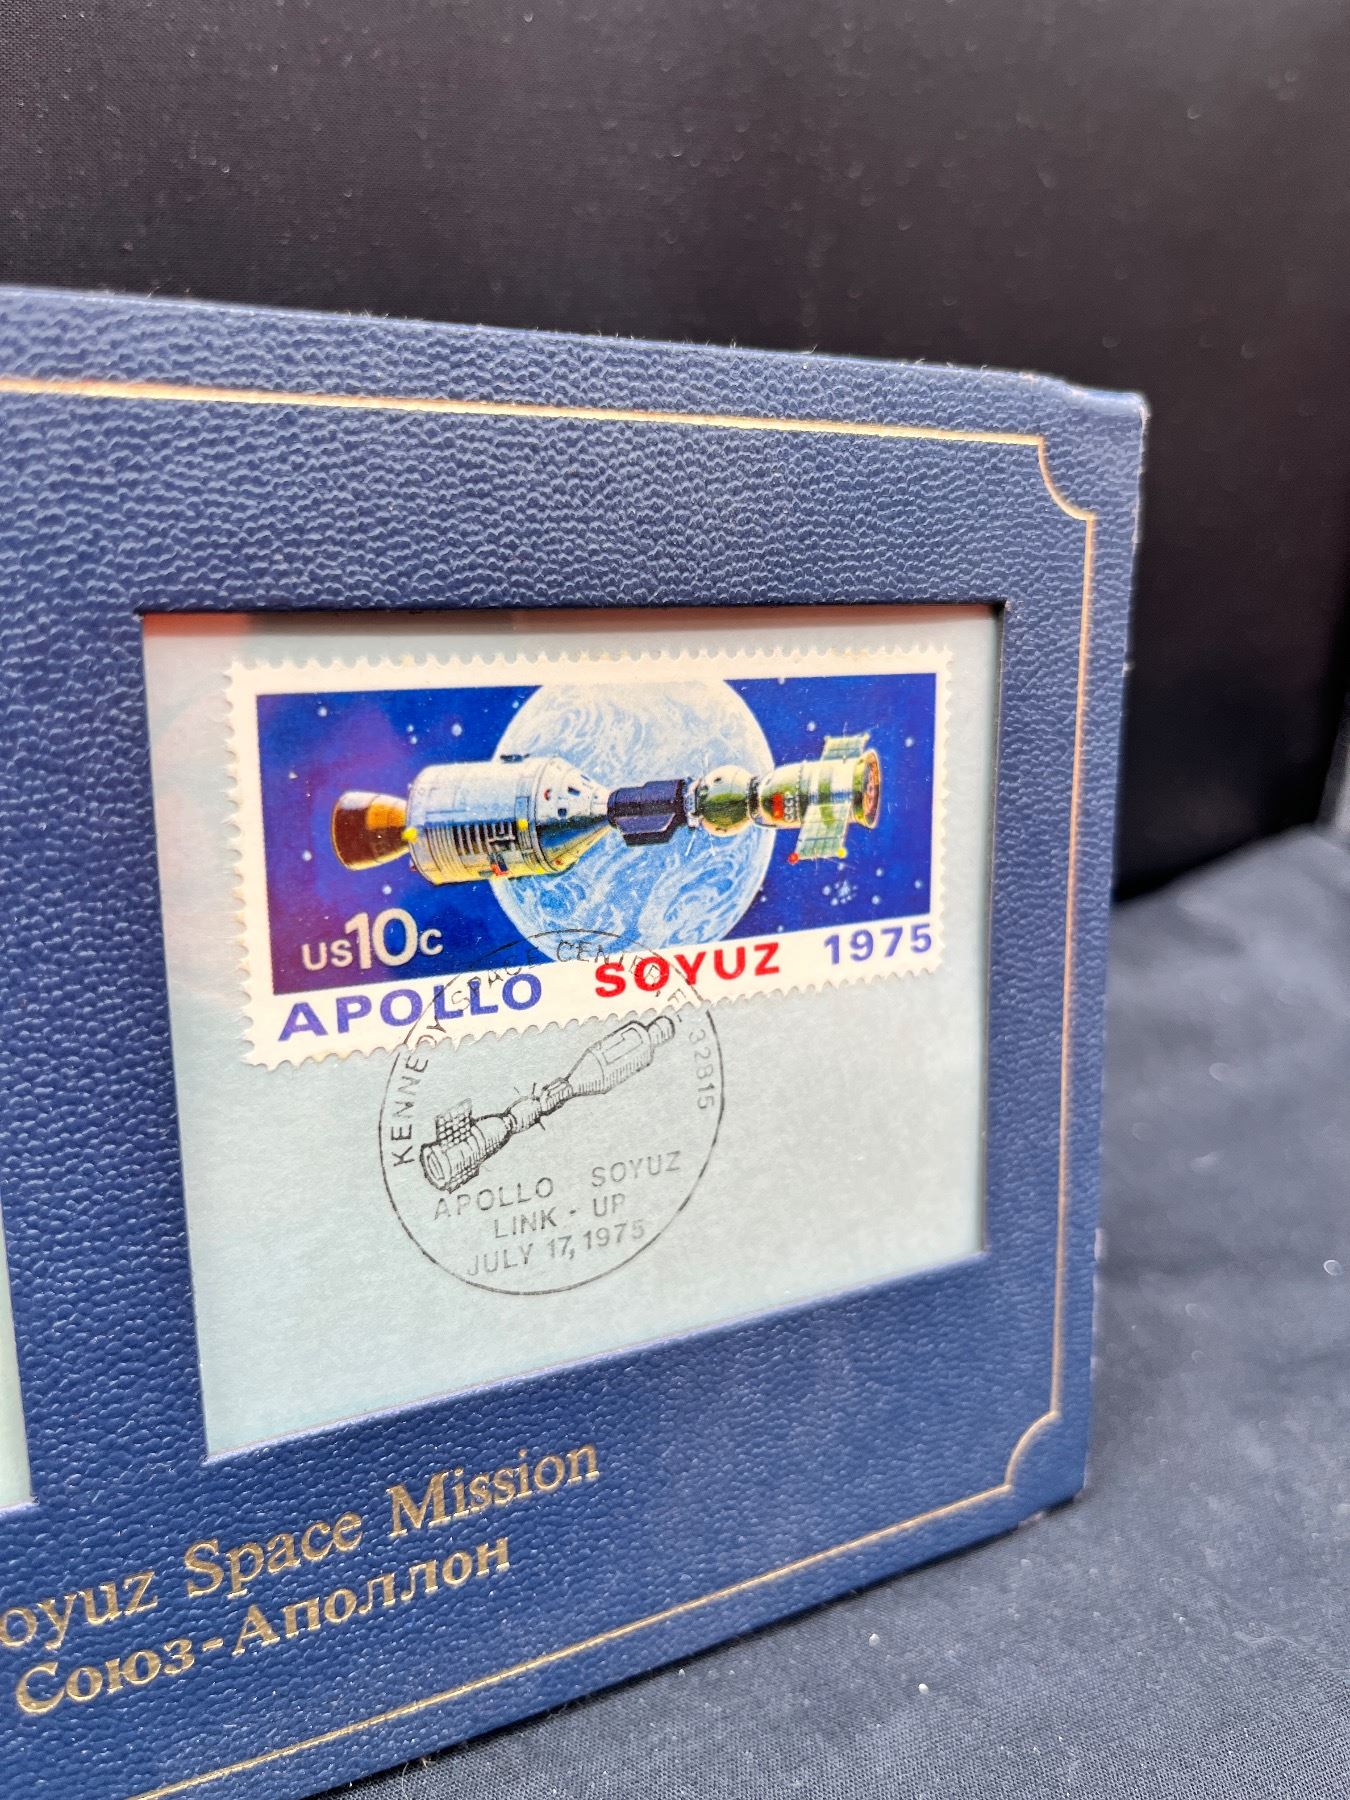 US10c
APOLLO SOYUZ 1975
KENNEDY SPACE CENTER, FL 32815
APOLLO SOYUZ
LINK - UP
JULY 17, 1975
oyuz Space Mission
Союз-Аполлон